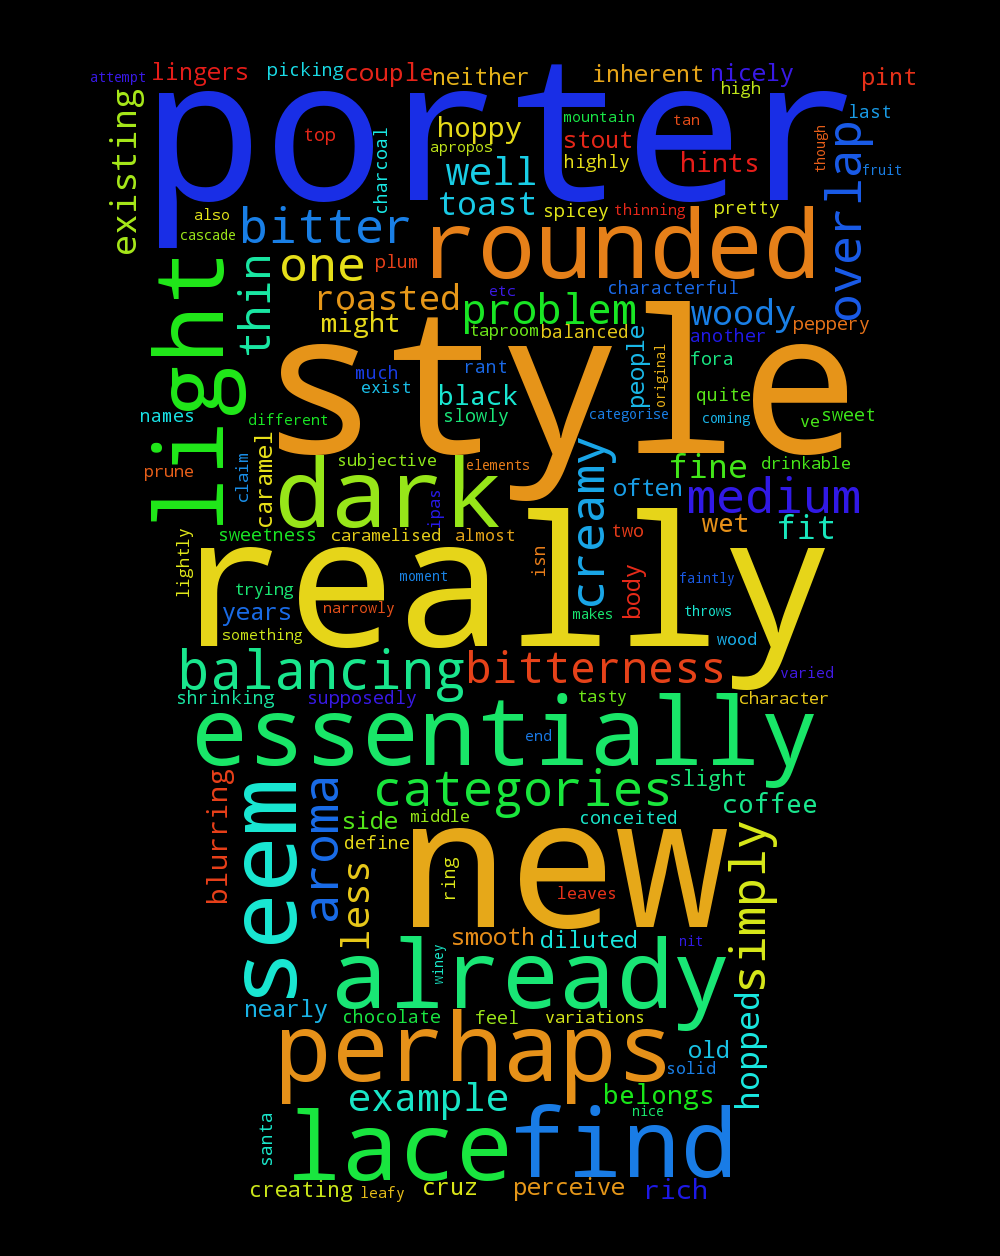 attempt lingers picking couple neither inherent nicely pint
porter
existing top charcoal hoppy apropos mountain tan high last
stout though overlap fruit
well highly hints
toast spicey thinning pretty
also cascade bitter rounded
light thin one plum
roasted etc characterful
might problem woody
taproom balanced people another peppery
style
much rant original fora
exist black categorise quite
names different slowly coming ve sweet
prune claim caramel subjective elements creamy fine drinkable
dark ipas often medium
sweetness caramelised almost isn two wet fit
lightly really
trying moment body faintly
years narrowly makes throws
something wood
balancing bitterness varied
shrinking supposedly tasty character
essentially
end
blurring seem aroma categories slight
side middle conceited coffee
define new simply
less ring leaves
smooth diluted nit
winey already
nearly chocolate feel variations hopped
perhaps old
solid
example belongs
nice
santa lace find
creating leafy cruz perceive rich